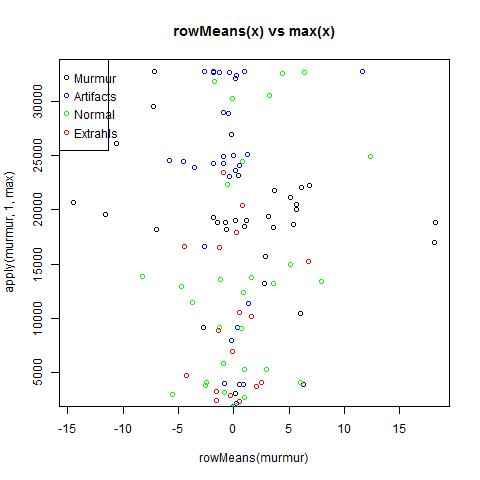 rowMeans(x) vs max(x)
Murmur
Artifacts
Normal
Extrahls
apply(murmur, 1, max)
30000
25000
20000
15000
10000
5000
-15 -10 -5 0 5 10 15
rowMeans(murmur)